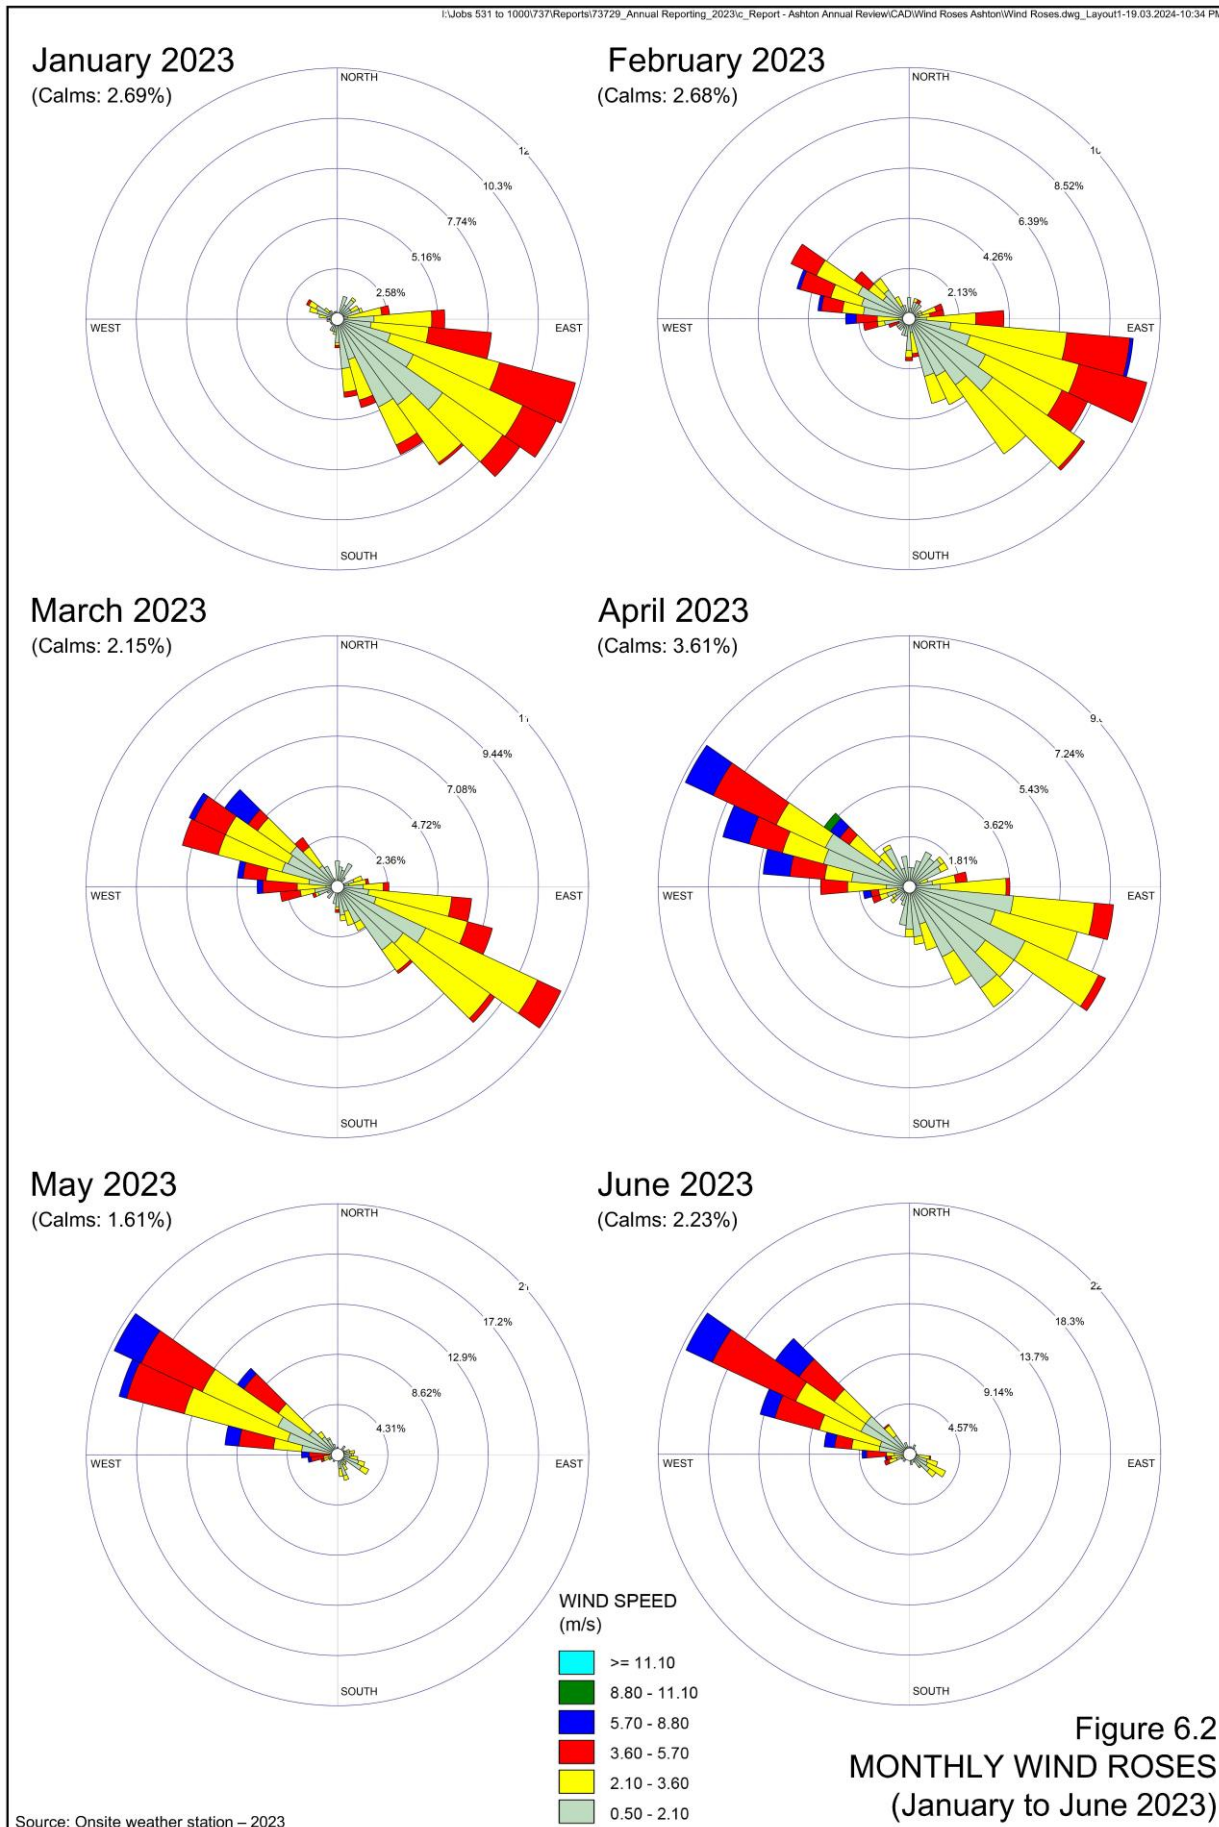 I:\Jobs 531 to 1000\737\Reports\73729_Annual Reporting_2023\c_Report - Ashton Annual Review\CAD\Wind Roses Ashton\Wind Roses.dwg_Layout1-19.03.2024-10:34 PM
January 2023
(Calms: 2.69%)
NORTH
10.3%
7.74%
5.16%
2.58%
WEST
EAST
SOUTH
February 2023
(Calms: 2.68%)
NORTH
8.52%
6.39%
4.26%
2.13%
WEST
EAST
SOUTH
March 2023
(Calms: 2.15%)
NORTH
9.44%
7.08%
4.72%
2.36%
WEST
EAST
SOUTH
April 2023
(Calms: 3.61%)
NORTH
7.24%
5.43%
3.62%
1.81%
WEST
EAST
SOUTH
May 2023
(Calms: 1.61%)
NORTH
17.2%
12.9%
8.62%
4.31%
WEST
EAST
SOUTH
June 2023
(Calms: 2.23%)
NORTH
18.3%
13.7%
9.14%
4.57%
WEST
EAST
SOUTH
WIND SPEED
(m/s)
>= 11.10
8.80 - 11.10
5.70 - 8.80
3.60 - 5.70
2.10 - 3.60
0.50 - 2.10
Figure 6.2
MONTHLY WIND ROSES
(January to June 2023)
Source: Onsite weather station – 2023